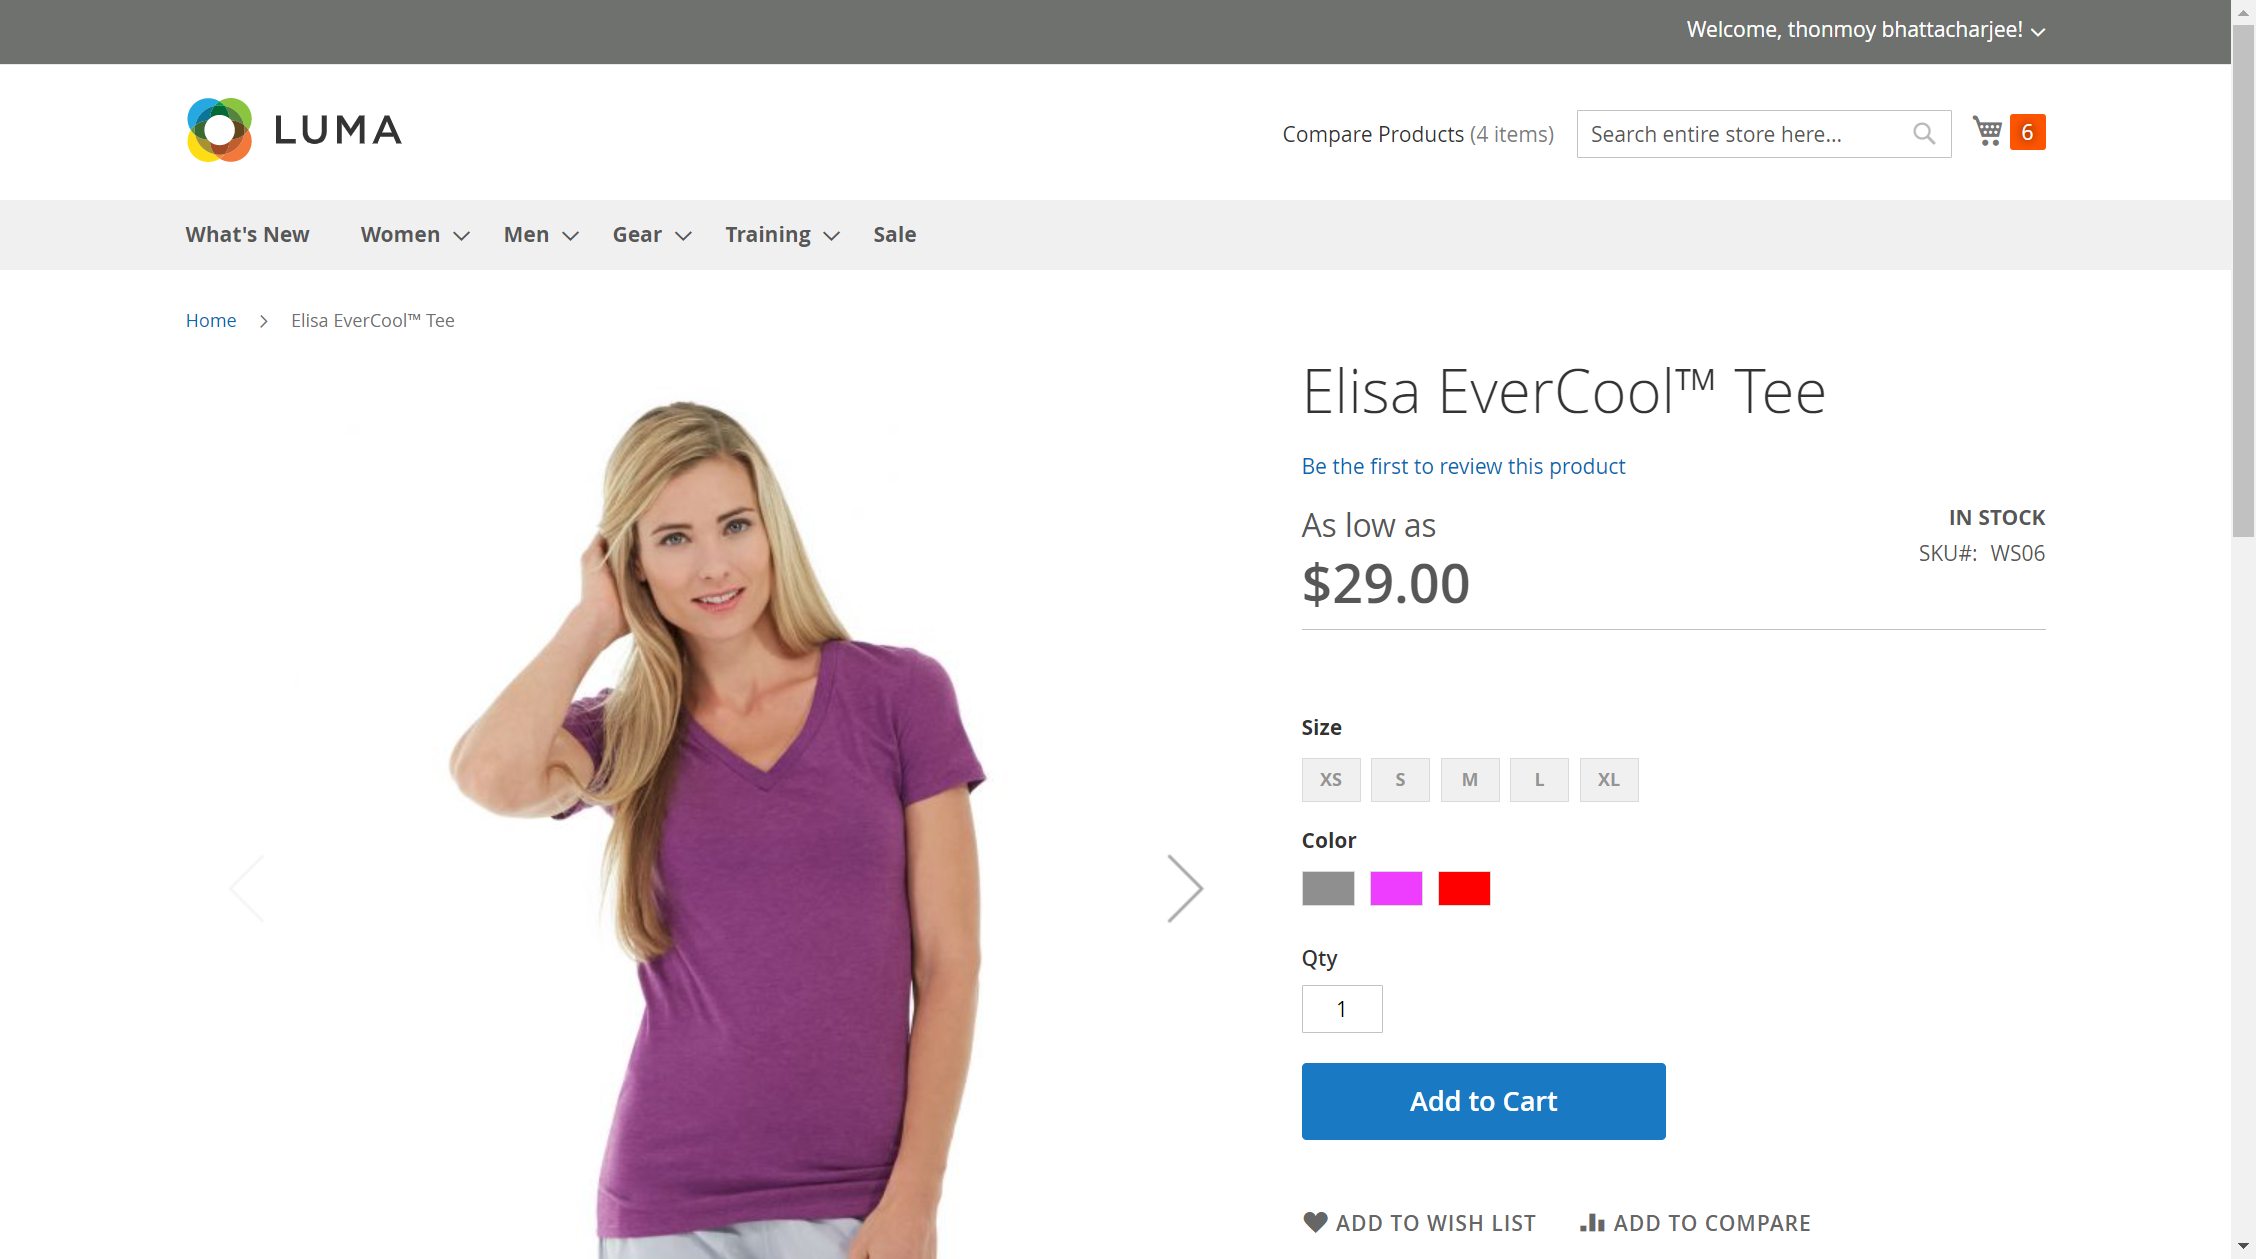 Welcome, thonmoy bhattacharjee!
LUMA
Compare Products (4 items)
Search entire store here...
6
What's New
Women
Men
Gear
Training
Sale
Home
Elisa EverCool™ Tee
Elisa EverCool™ Tee
Be the first to review this product
As low as
$29.00
IN STOCK
SKU#: WS06
Size
XS
S
M
L
XL
Color
Qty
1
Add to Cart
ADD TO WISH LIST
ADD TO COMPARE